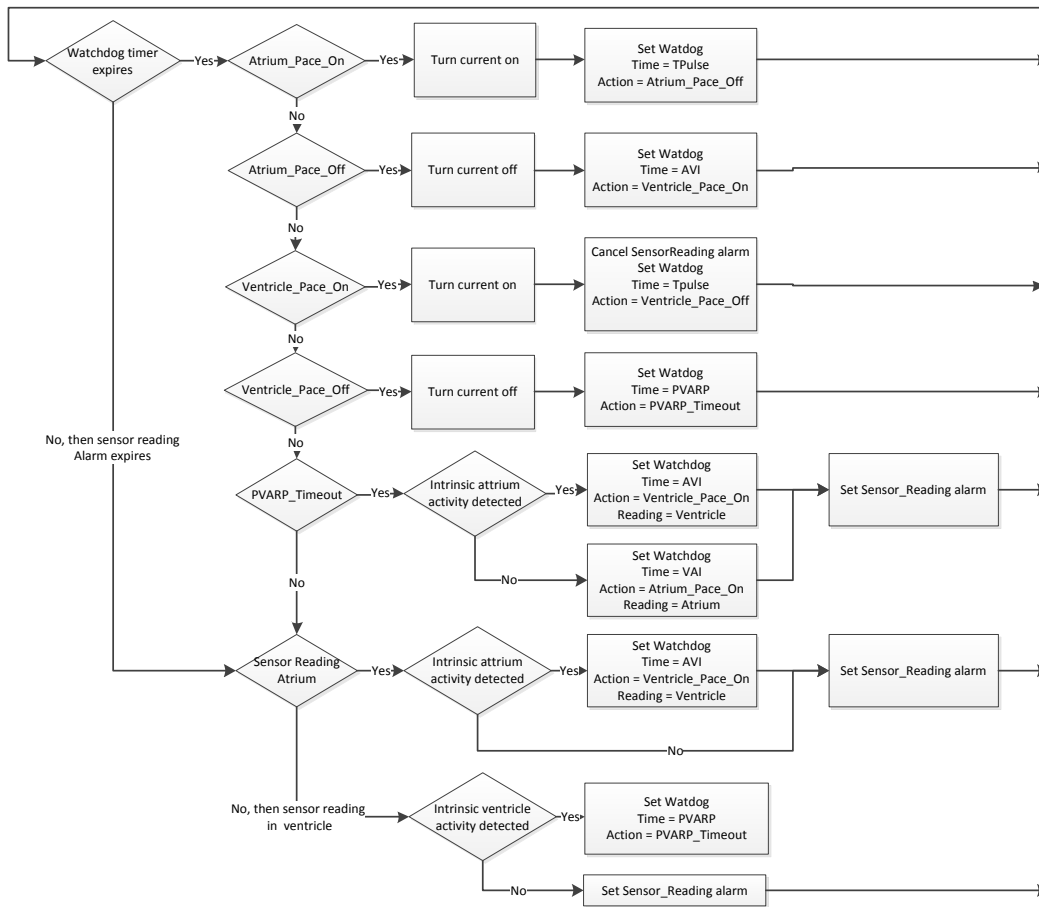 Watchdog timer
expires
Yes
Atrium_Pace_On
Yes
Turn current on
Set Watdog
Time = TPulse
Action = Atrium_Pace_Off
No
Atrium_Pace_Off
Yes
Turn current off
Set Watdog
Time = AVI
Action = Ventricle_Pace_On
No
Ventricle_Pace_On
Yes
Turn current on
Cancel SensorReading alarm
Set Watdog
Time = Tpulse
Action = Ventricle_Pace_Off
No
Ventricle_Pace_Off
Yes
Turn current off
Set Watdog
Time = PVARP
Action = PVARP_Timeout
No
No, then sensor reading
Alarm expires
PVARP_Timeout
Yes
Intrinsic attrium
activity detected
Yes
Set Watchdog
Time = AVI
Action = Ventricle_Pace_On
Reading = Ventricle
Set Sensor_Reading alarm
No
Set Watchdog
Time = VAI
Action = Atrium_Pace_On
Reading = Atrium
No
Sensor Reading
Atrium
Yes
Intrinsic attrium
activity detected
Yes
Set Watchdog
Time = AVI
Action = Ventricle_Pace_On
Reading = Ventricle
Set Sensor_Reading alarm
No
No, then sensor reading
in ventricle
Intrinsic ventricle
activity detected
Yes
Set Watdog
Time = PVARP
Action = PVARP_Timeout
No
Set Sensor_Reading alarm